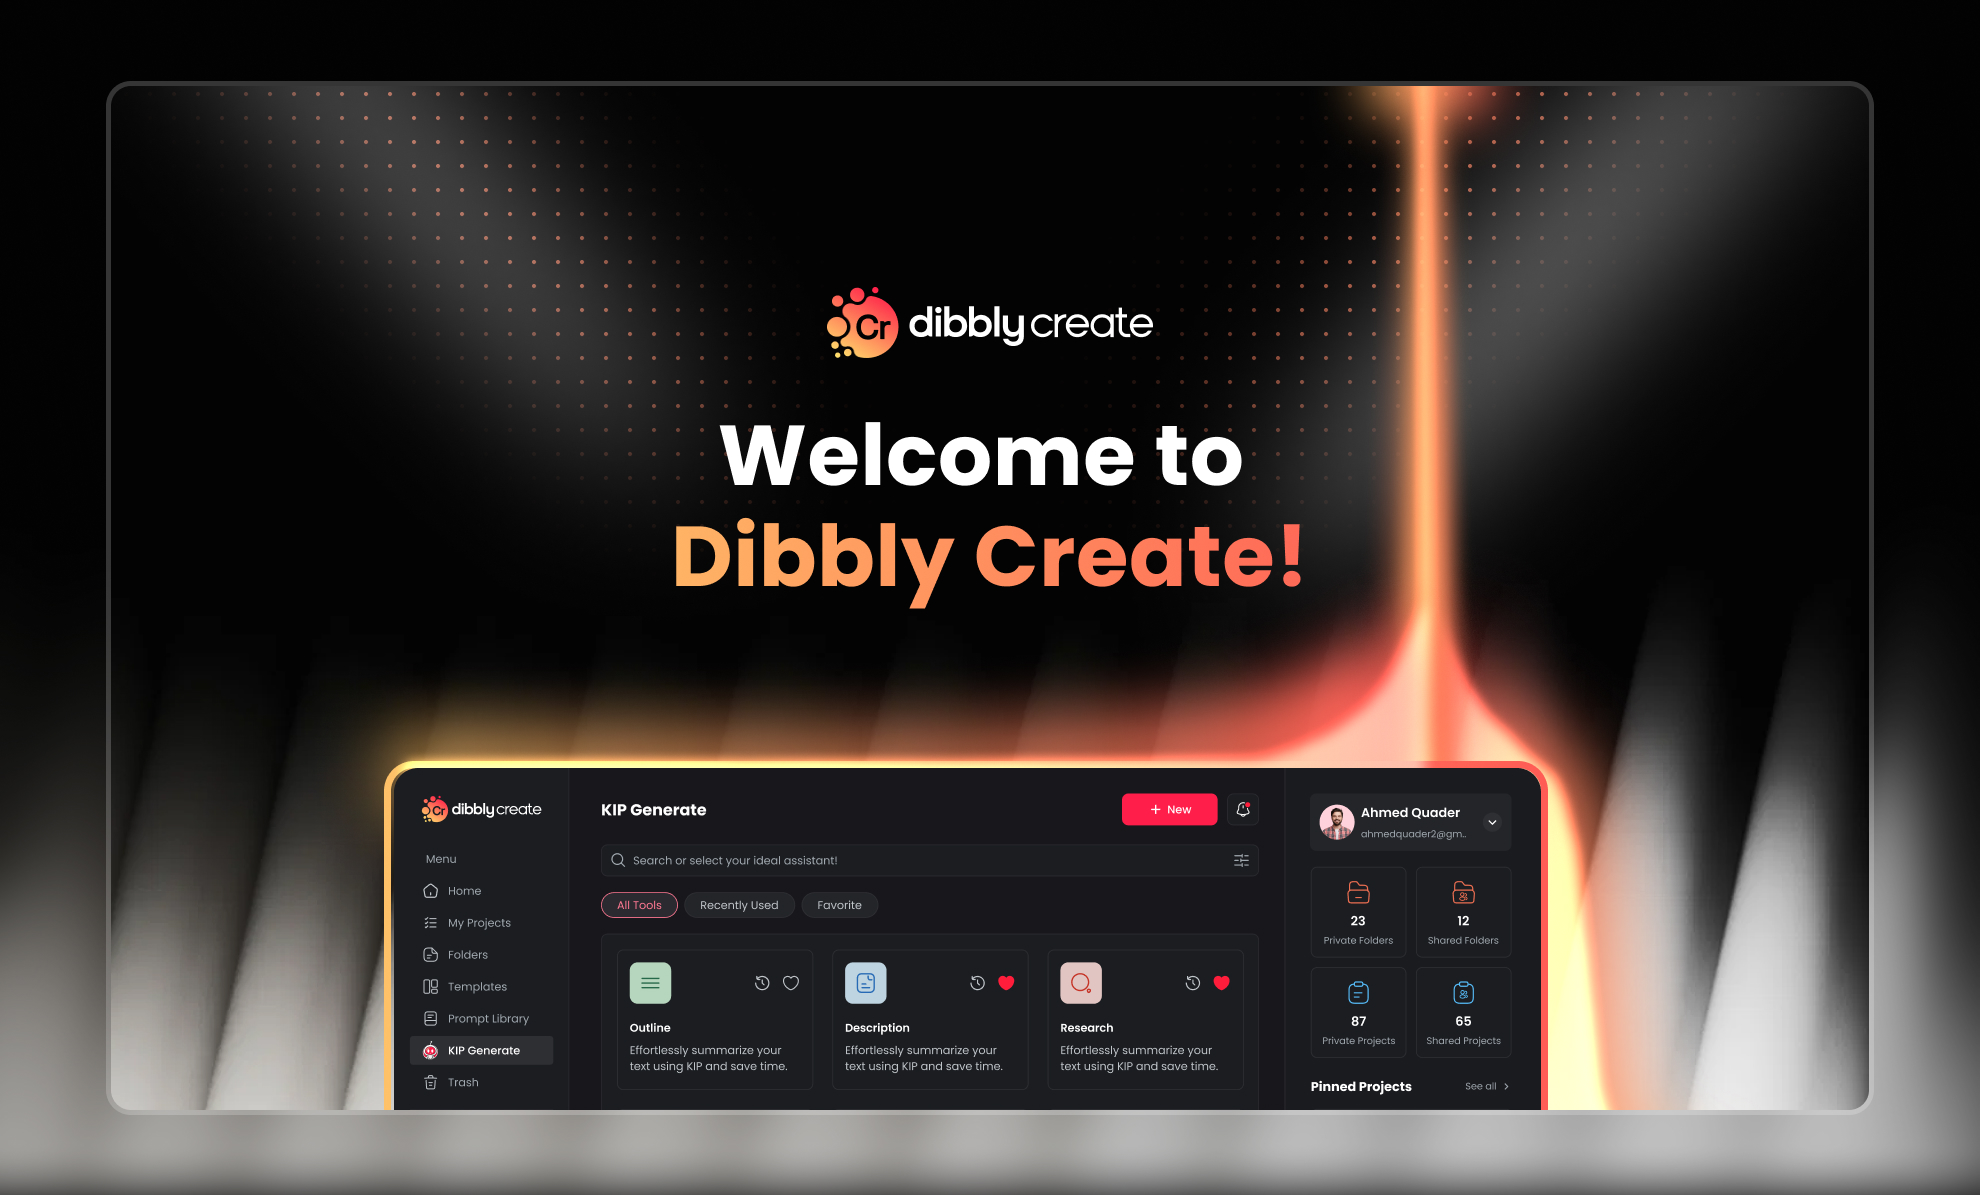 Cr dibbly create
Welcome to
Dibbly Create!
Cr dibbly create
Menu
Home
My Projects
Folders
Templates
Prompt Library
KIP Generate
Trash
KIP Generate
+ New
Search or select your ideal assistant!
All Tools
Recently Used
Favorite
Outline
Effortlessly summarize your
text using KIP and save time.
Description
Effortlessly summarize your
text using KIP and save time.
Research
Effortlessly summarize your
text using KIP and save time.
Ahmed Quader
ahmedquader2@gm..
23
Private Folders
12
Shared Folders
87
Private Projects
65
Shared Projects
Pinned Projects
See all